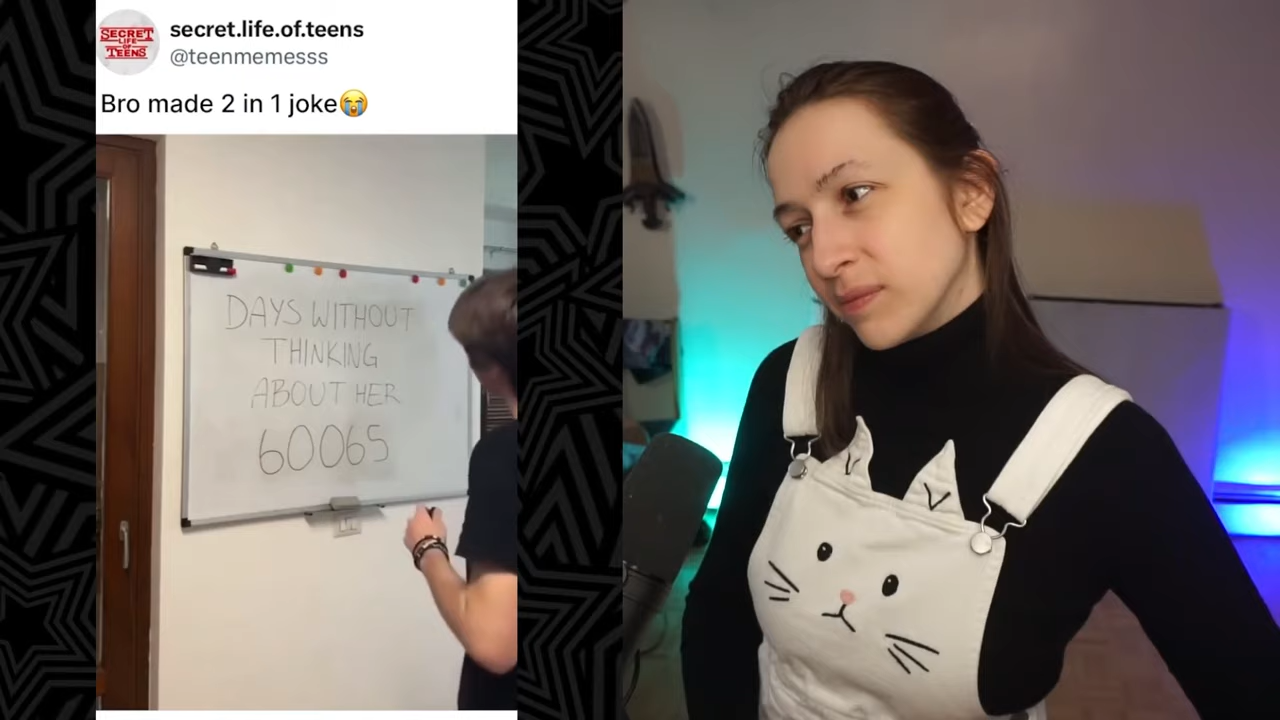 SECRET
LIFE
OF
TEENS
secret.life.of.teens
@teenmemesss
Bro made 2 in 1 joke😭
DAYS WITHOUT
THINKING
ABOUT HER
60065